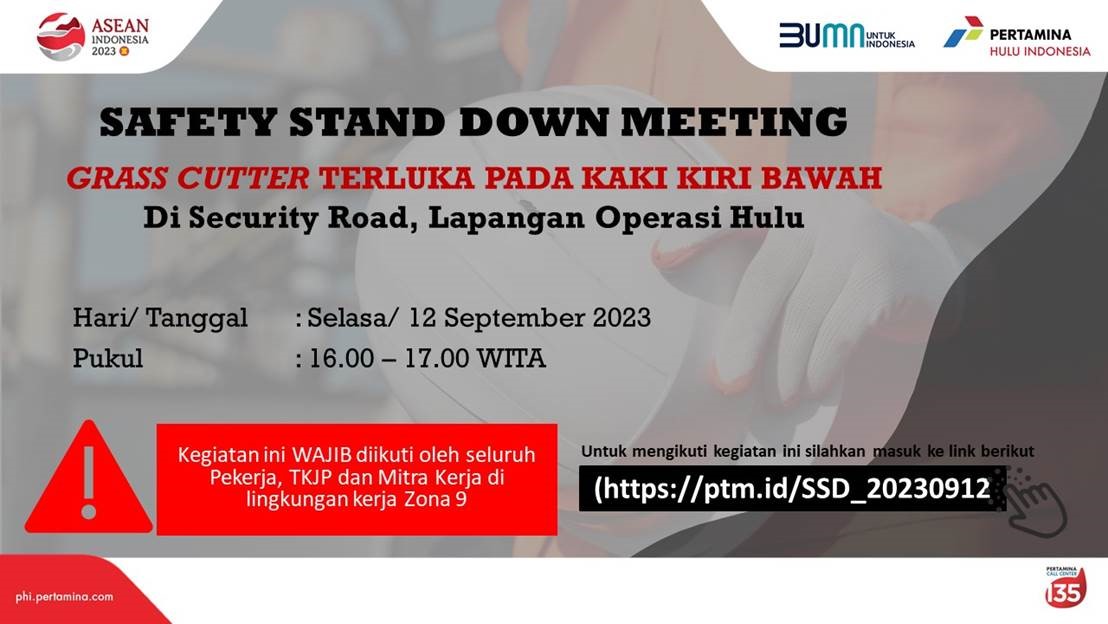 ASEAN
INDONESIA
2023
BUMN UNTUK
INDONESIA
PERTAMINA
HULU INDONESIA
SAFETY STAND DOWN MEETING
GRASS CUTTER TERLUKA PADA KAKI KIRI BAWAH
Di Security Road, Lapangan Operasi Hulu
Hari/ Tanggal : Selasa/ 12 September 2023
Pukul : 16.00 – 17.00 WITA
Kegiatan ini WAJIB diikuti oleh seluruh
Pekerja, TKJP dan Mitra Kerja di
lingkungan kerja Zona 9
Untuk mengikuti kegiatan ini silahkan masuk ke link berikut
(https://ptm.id/SSD_20230912
phi.pertamina.com
PERTAMINA
CALL CENTER
135